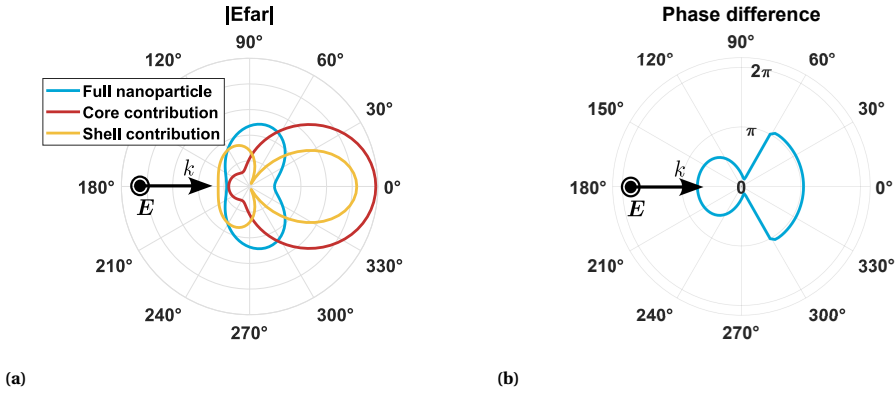 |Efar|
90°
120°
60°
Full nanoparticle
Core contribution
Shell contribution
30°
k
180°
0°
E
210°
330°
240°
300°
270°
(a)
Phase difference
90°
120°
60°
2π
150°
30°
π
k
180°
0
0°
E
210°
330°
240°
300°
270°
(b)